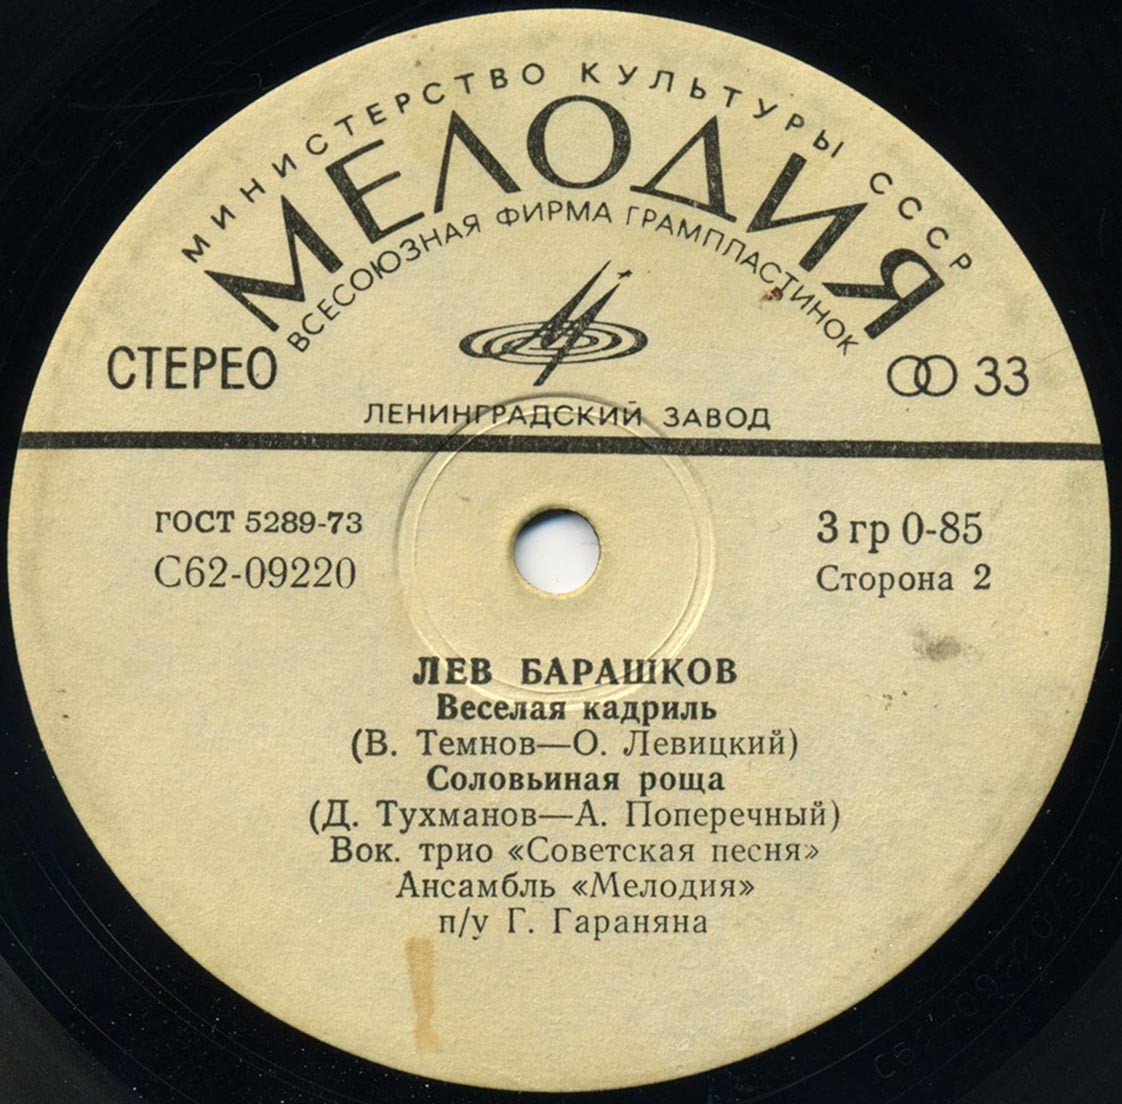 МИНИСТЕРСТВО КУЛЬТУРЫ СССР
МЕЛОДИЯ
ВСЕСОЮЗНАЯ ФИРМА ГРАМПЛАСТИНОК
СТЕРЕО
33
ЛЕНИНГРАДСКИЙ ЗАВОД
ГОСТ 5289-73
С62-09220
3 гр 0-85
Сторона 2
ЛЕВ БАРАШКОВ
Веселая кадриль
(В. Темнов—О. Левицкий)
Соловьиная роща
(Д. Тухманов—А. Поперечный)
Вок. трио «Советская песня»
Ансамбль «Мелодия»
п/у Г. Гараняна